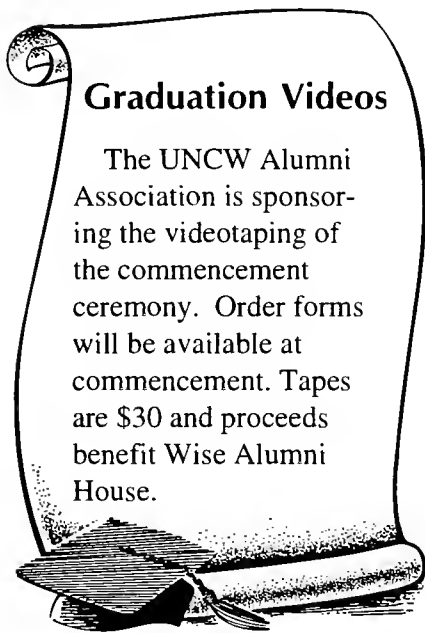 Graduation Videos
The UNCW Alumni
Association is sponsor-
ing the videotaping of
the commencement
ceremony. Order forms
will be available at
commencement. Tapes
are $30 and proceeds
benefit Wise Alumni
House.